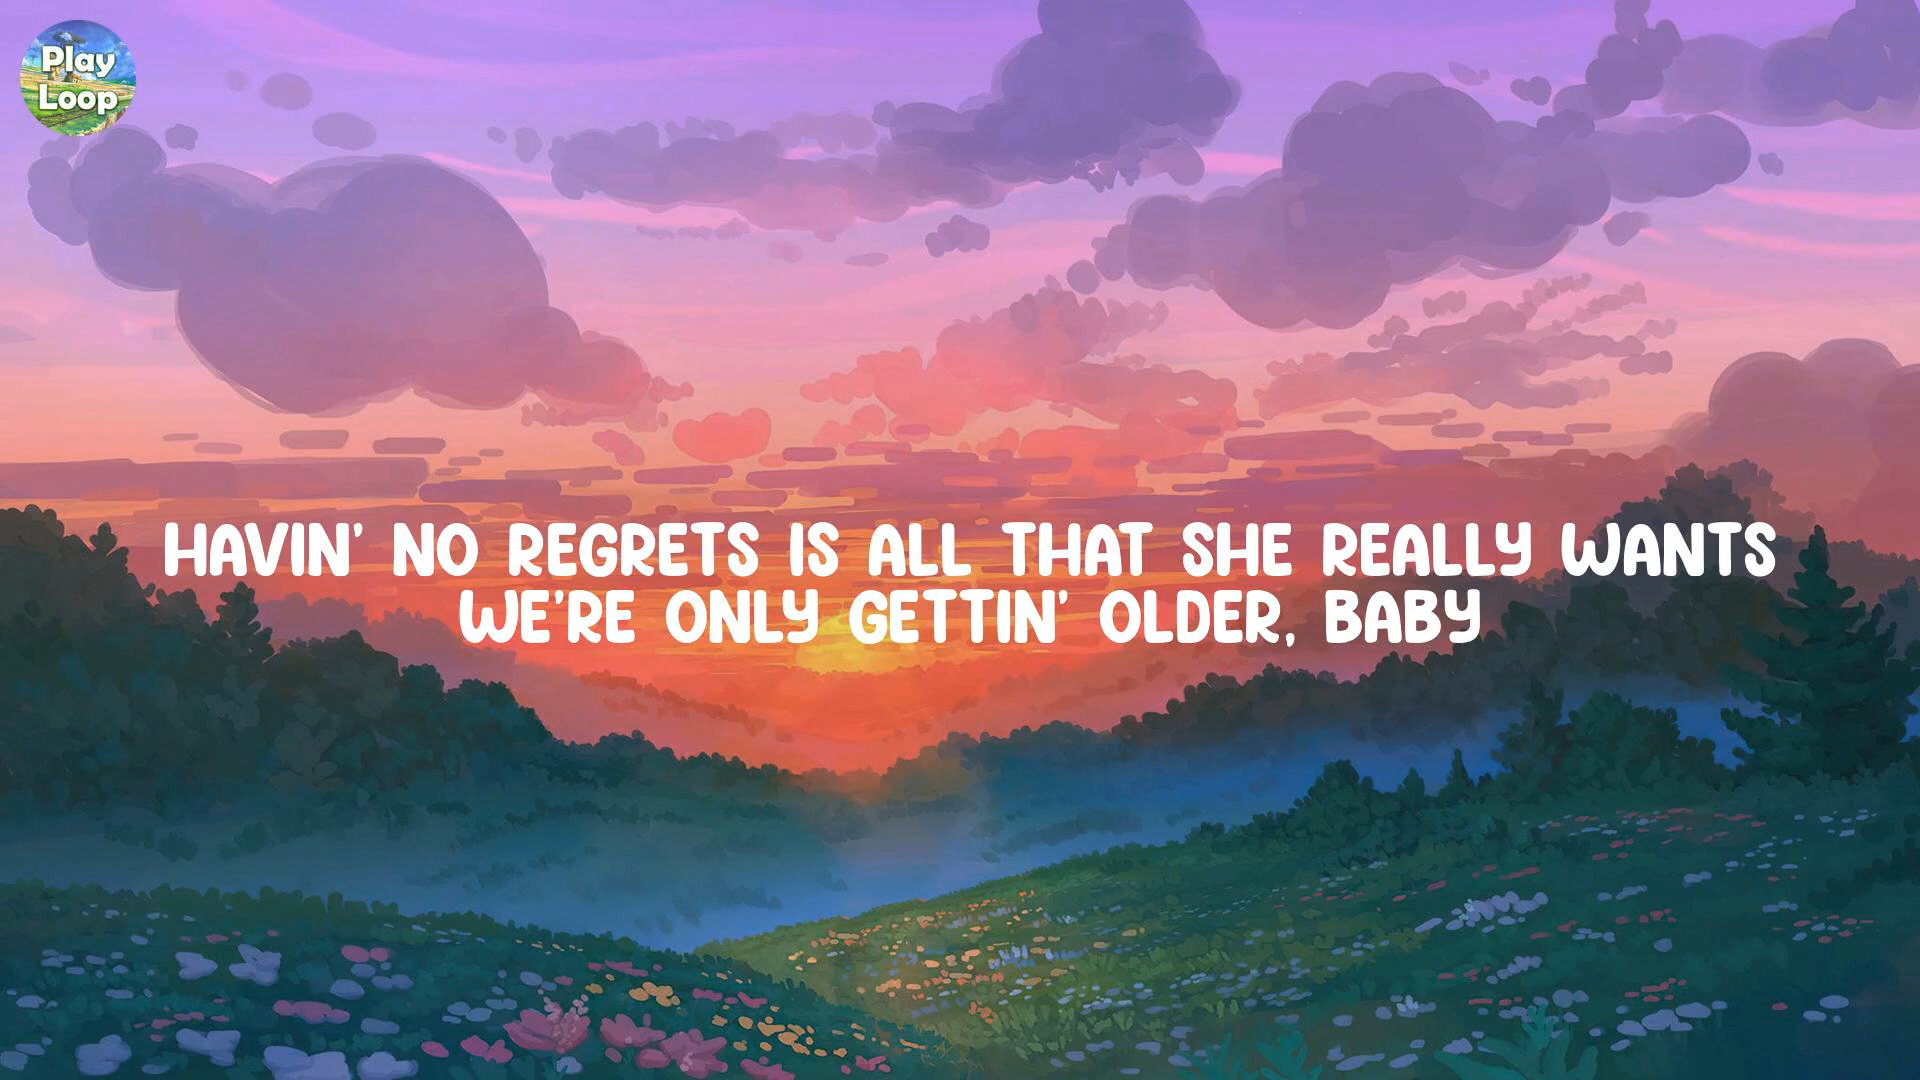 Play
Loop
HAVIN' NO REGRETS IS ALL THAT SHE REALLY WANTS
WE'RE ONLY GETTIN' OLDER, BABY